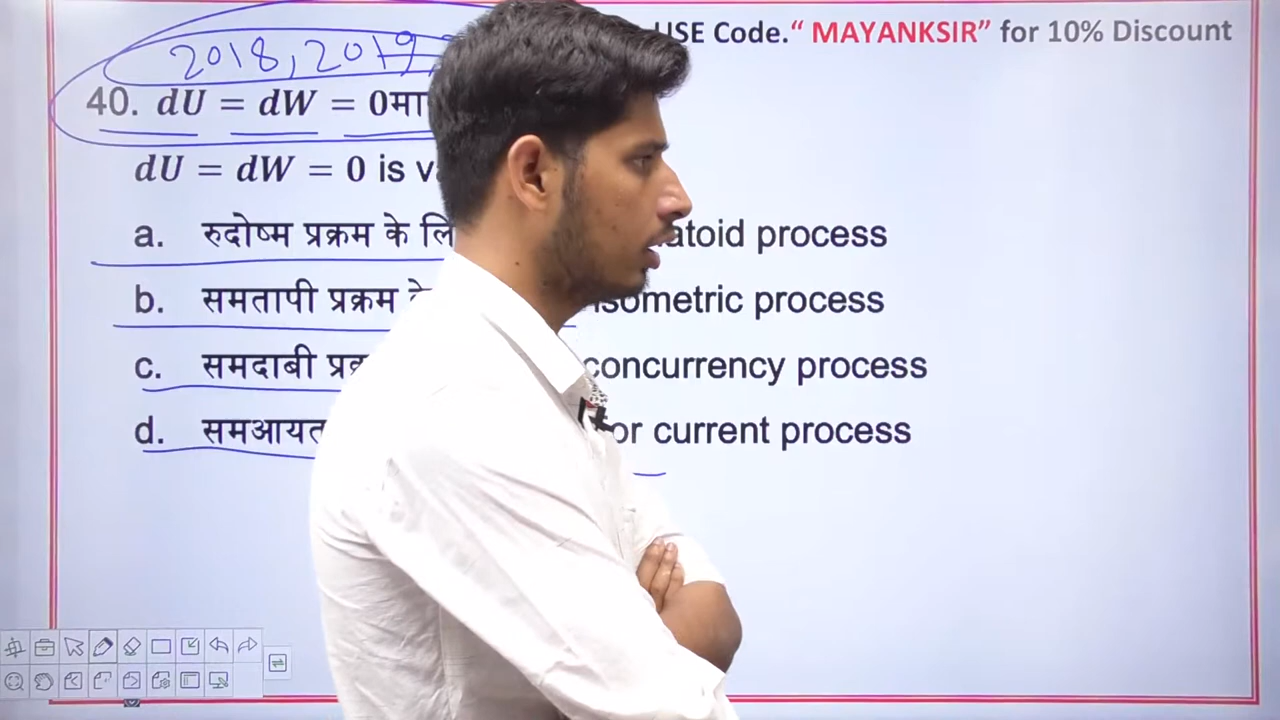 USE Code.“ MAYANKSIR” for 10% Discount
2018, 2019,
40. dU = dW = 0मा
dU = dW = 0 is v
a. रुदोष्म प्रक्रम के लि atoid process
b. समतापी प्रक्रम isometric process
c. समदाबी concurrency process
d. समआयत or current process